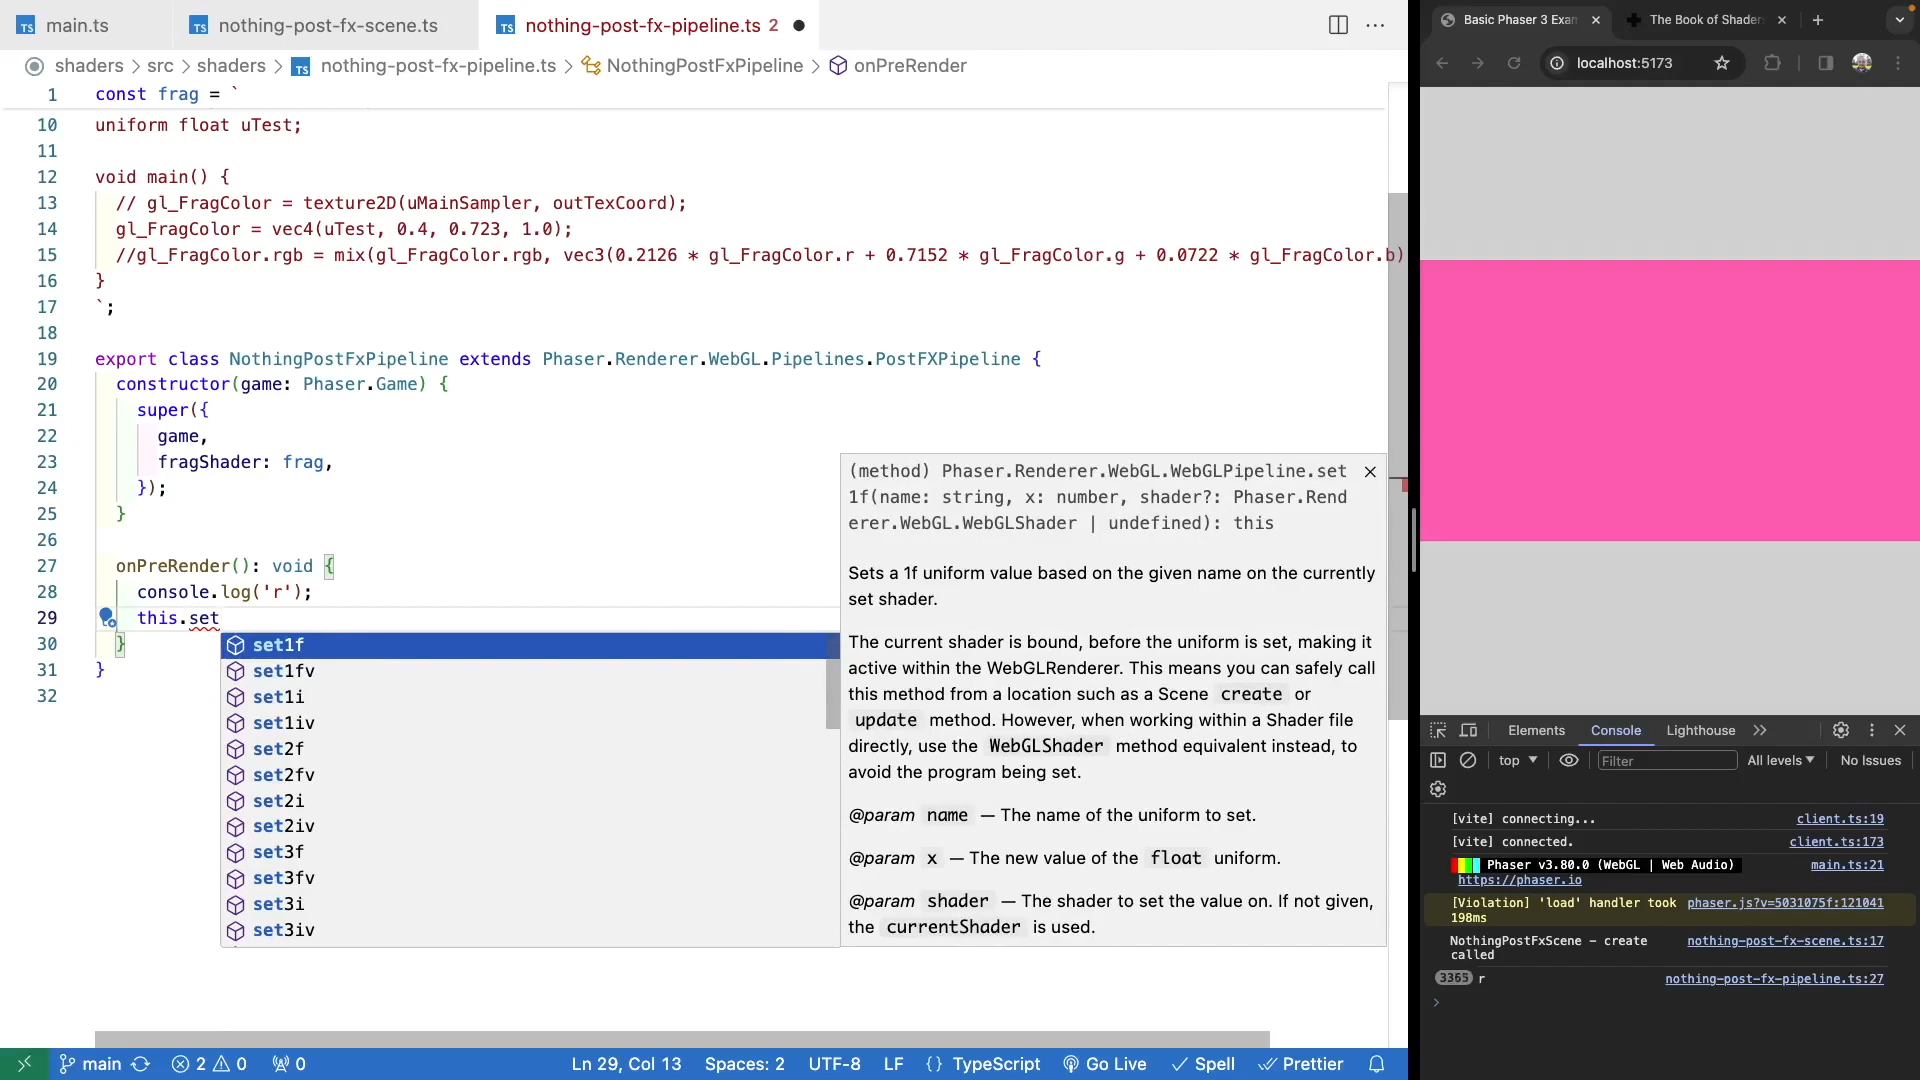 main.ts
nothing-post-fx-scene.ts
nothing-post-fx-pipeline.ts 2
shaders > src > shaders > nothing-post-fx-pipeline.ts > NothingPostFxPipeline > onPreRender
1 const frag = `
10 uniform float uTest;
11
12 void main() {
13 // gl_FragColor = texture2D(uMainSampler, outTexCoord);
14 gl_FragColor = vec4(uTest, 0.4, 0.723, 1.0);
15 //gl_FragColor.rgb = mix(gl_FragColor.rgb, vec3(0.2126 * gl_FragColor.r + 0.7152 * gl_FragColor.g + 0.0722 * gl_FragColor.b)
16 }
17 `;
18
19 export class NothingPostFxPipeline extends Phaser.Renderer.WebGL.Pipelines.PostFXPipeline {
20 constructor(game: Phaser.Game) {
21 super({
22 game,
23 fragShader: frag,
24 });
25 }
26
27 onPreRender(): void {
28 console.log('r');
29 this.set
30 }
31 }
32
set1f
set1fv
set1i
set1iv
set2f
set2fv
set2i
set2iv
set3f
set3fv
set3i
set3iv
(method) Phaser.Renderer.WebGL.WebGLPipeline.set
1f(name: string, x: number, shader?: Phaser.Rend
erer.WebGL.WebGLShader | undefined): this
Sets a 1f uniform value based on the given name on the currently
set shader.
The current shader is bound, before the uniform is set, making it
active within the WebGLRenderer. This means you can safely call
this method from a location such as a Scene create or
update method. However, when working within a Shader file
directly, use the WebGLShader method equivalent instead, to
avoid the program being set.
@param name — The name of the uniform to set.
@param x — The new value of the float uniform.
@param shader — The shader to set the value on. If not given,
the currentShader is used.
main 2 0 0 Ln 29, Col 13 Spaces: 2 UTF-8 LF {} TypeScript Go Live Spell Prettier
Basic Phaser 3 Exam
The Book of Shader
localhost:5173
Elements Console Lighthouse
top Filter All levels No Issues
[vite] connecting... client.ts:19
[vite] connected. client.ts:173
Phaser v3.80.0 (WebGL | Web Audio) main.ts:21
https://phaser.io
[Violation] 'load' handler took phaser.js?v=5031075f:121041
198ms
NothingPostFxScene - create nothing-post-fx-scene.ts:17
called
3365 r nothing-post-fx-pipeline.ts:27